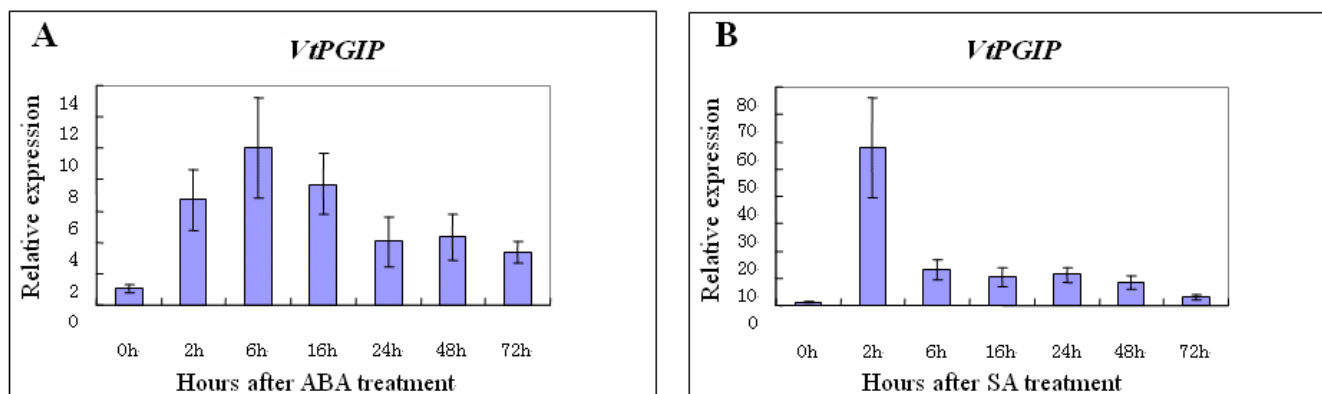 A
VtPGIP
Relative expression
14
12
10
8
6
4
2
0
0h 2h 6h 16h 24h 48h 72h
Hours after ABA treatment
B
VtPGIP
Relative expression
80
70
60
50
40
30
20
10
0
0h 2h 6h 16h 24h 48h 72h
Hours after SA treatment